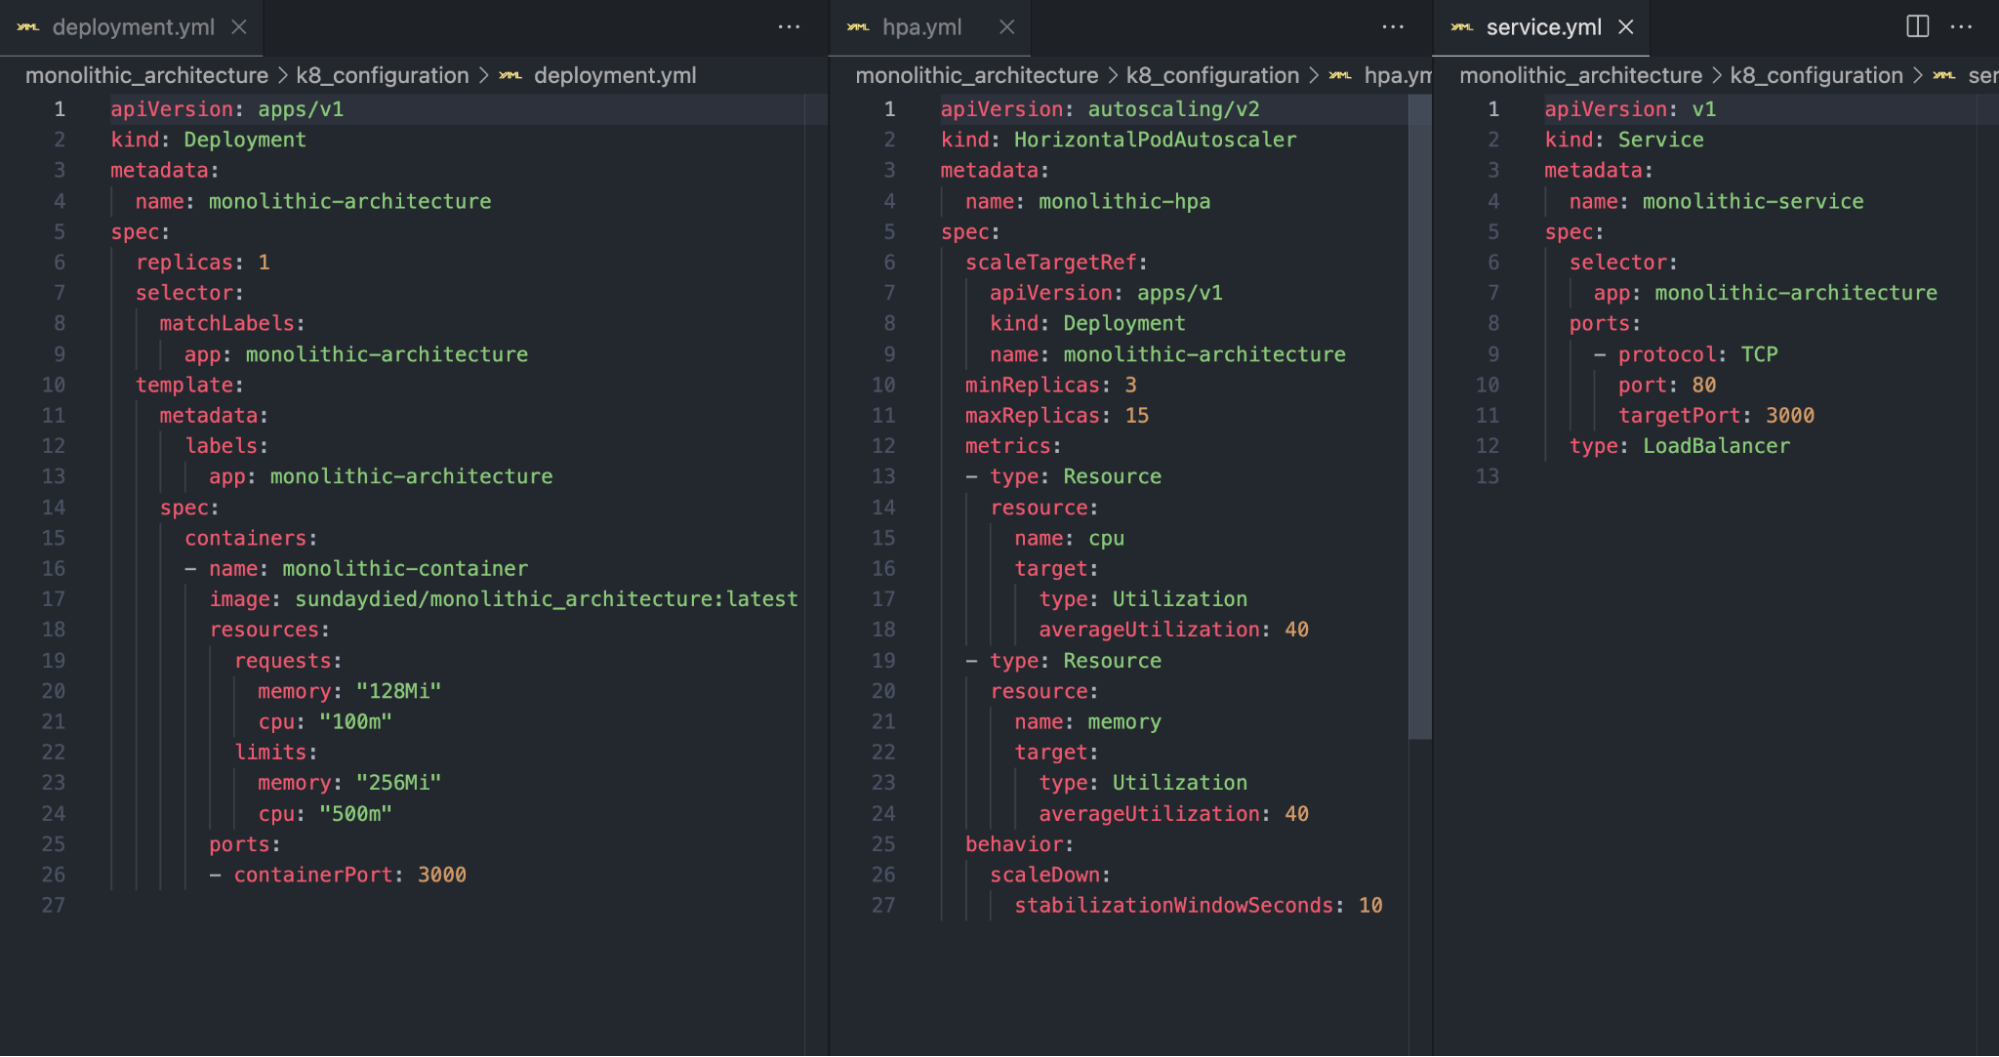 deployment.yml
monolithic_architecture > k8_configuration > deployment.yml
1 apiVersion: apps/v1
2 kind: Deployment
3 metadata:
4   name: monolithic-architecture
5 spec:
6   replicas: 1
7   selector:
8     matchLabels:
9       app: monolithic-architecture
10   template:
11     metadata:
12       labels:
13         app: monolithic-architecture
14     spec:
15       containers:
16       - name: monolithic-container
17         image: sundaydied/monolithic_architecture:latest
18         resources:
19           requests:
20             memory: "128Mi"
21             cpu: "100m"
22           limits:
23             memory: "256Mi"
24             cpu: "500m"
25         ports:
26         - containerPort: 3000
27
hpa.yml
monolithic_architecture > k8_configuration > hpa.ym
1 apiVersion: autoscaling/v2
2 kind: HorizontalPodAutoscaler
3 metadata:
4   name: monolithic-hpa
5 spec:
6   scaleTargetRef:
7     apiVersion: apps/v1
8     kind: Deployment
9     name: monolithic-architecture
10   minReplicas: 3
11   maxReplicas: 15
12   metrics:
13   - type: Resource
14     resource:
15       name: cpu
16       target:
17         type: Utilization
18         averageUtilization: 40
19   - type: Resource
20     resource:
21       name: memory
22       target:
23         type: Utilization
24         averageUtilization: 40
25   behavior:
26     scaleDown:
27       stabilizationWindowSeconds: 10
service.yml
monolithic_architecture > k8_configuration > ser
1 apiVersion: v1
2 kind: Service
3 metadata:
4   name: monolithic-service
5 spec:
6   selector:
7     app: monolithic-architecture
8   ports:
9     - protocol: TCP
10       port: 80
11       targetPort: 3000
12   type: LoadBalancer
13